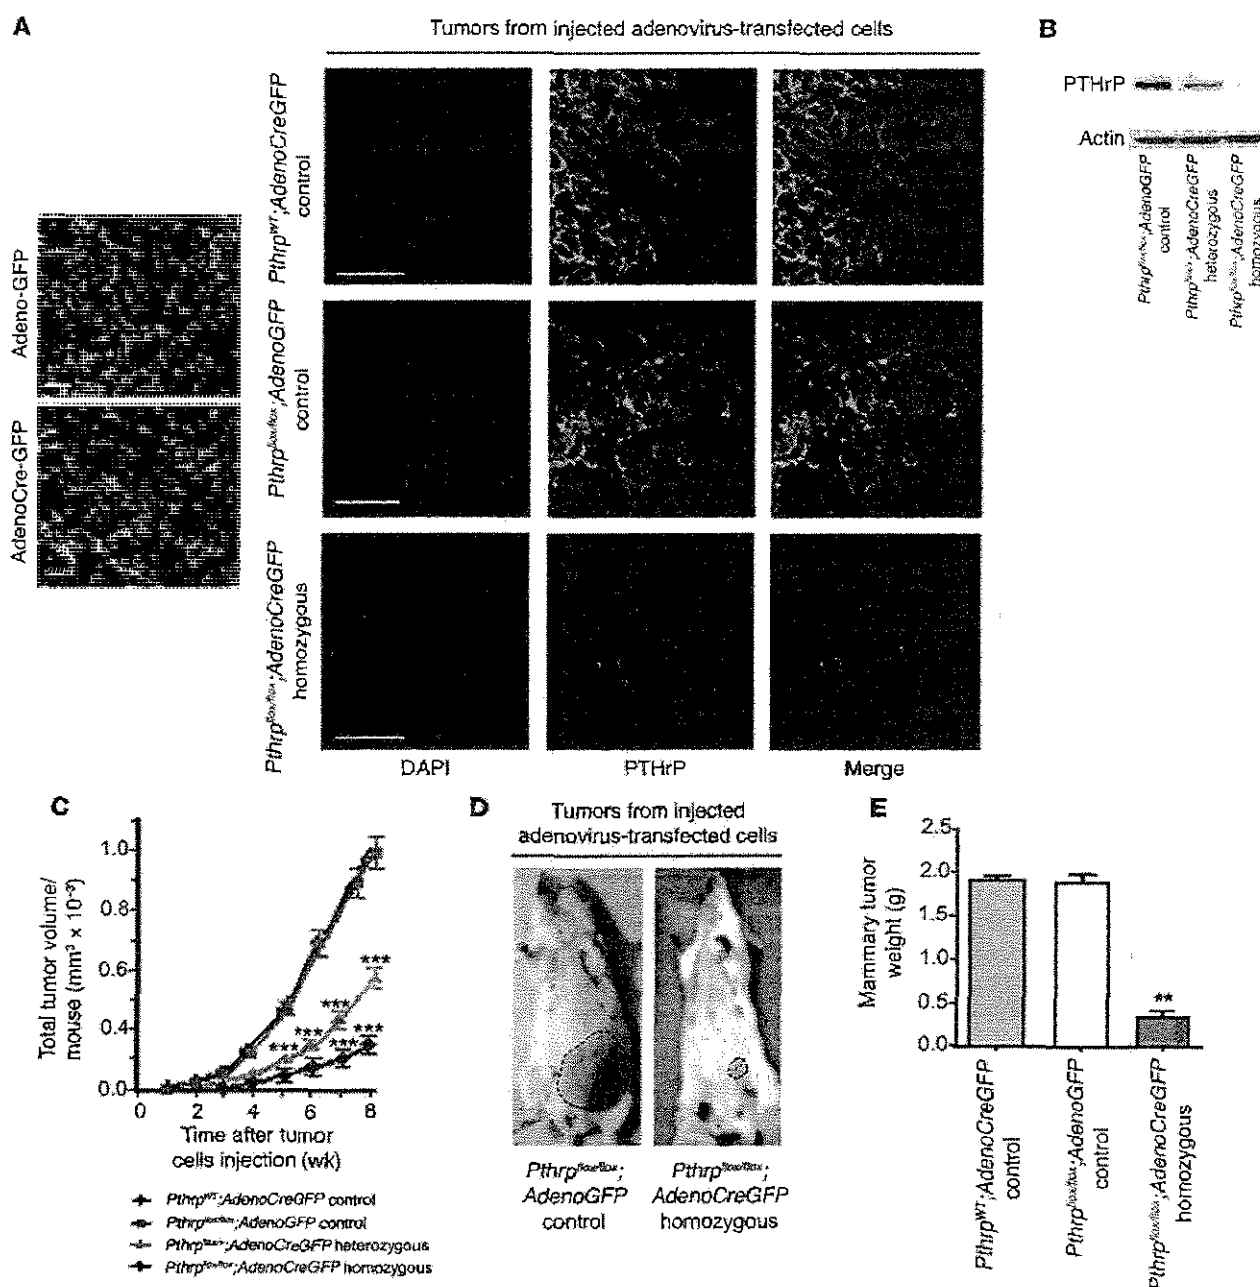 A
Tumors from injected adenovirus-transfected cells
Adeno-GFP
AdenoCre-GFP
Pthrp^WT;AdenoCreGFP
control
Pthrp^flox/flox;AdenoGFP
control
Pthrp^flox/flox;AdenoCreGFP
homozygous
DAPI
PTHrP
Merge
B
PTHrP
Actin
Pthrp^flox/flox;AdenoGFP
control
AdenoCreGFP
heterozygous
Pthrp^flox/flox;AdenoCreGFP
homozygous
C
Total tumor volume/
mouse (mm³ × 10⁻³)
1.0
0.8
0.6
0.4
0.0
0 2 4 6 8
***
***
***
***
***
***
Time after tumor
cells injection (wk)
Pthrp^WT;AdenoCreGFP control
Pthrp^flox/flox;AdenoGFP control
AdenoCreGFP heterozygous
Pthrp^flox/flox;AdenoCreGFP homozygous
D
Tumors from injected
adenovirus-transfected cells
Pthrp^flox/flox;
AdenoGFP
control
Pthrp^flox/flox;
AdenoCreGFP
homozygous
E
Mammary tumor
weight (g)
2.5
2.0
1.5
1.0
0.5
0.0
**
Pthrp^WT;AdenoCreGFP
control
Pthrp^flox/flox;AdenoGFP
control
Pthrp^flox/flox;AdenoCreGFP
homozygous